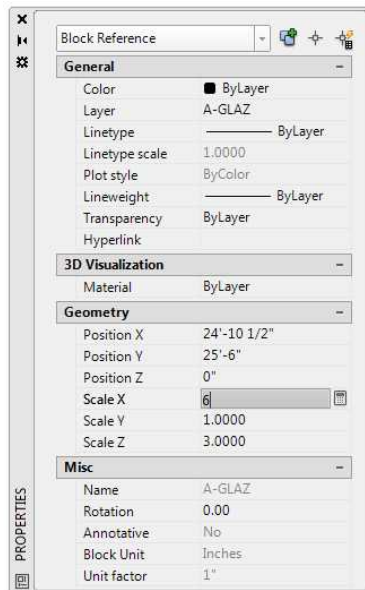 Block Reference
General
Color ByLayer
Layer A-GLAZ
Linetype ByLayer
Linetype scale 1.0000
Plot style ByColor
Lineweight ByLayer
Transparency ByLayer
Hyperlink
3D Visualization
Material ByLayer
Geometry
Position X 24'-10 1/2"
Position Y 25'-6"
Position Z 0"
Scale X 6
Scale Y 1.0000
Scale Z 3.0000
Misc
Name A-GLAZ
Rotation 0.00
Annotative No
Block Unit Inches
Unit factor 1"
PROPERTIES